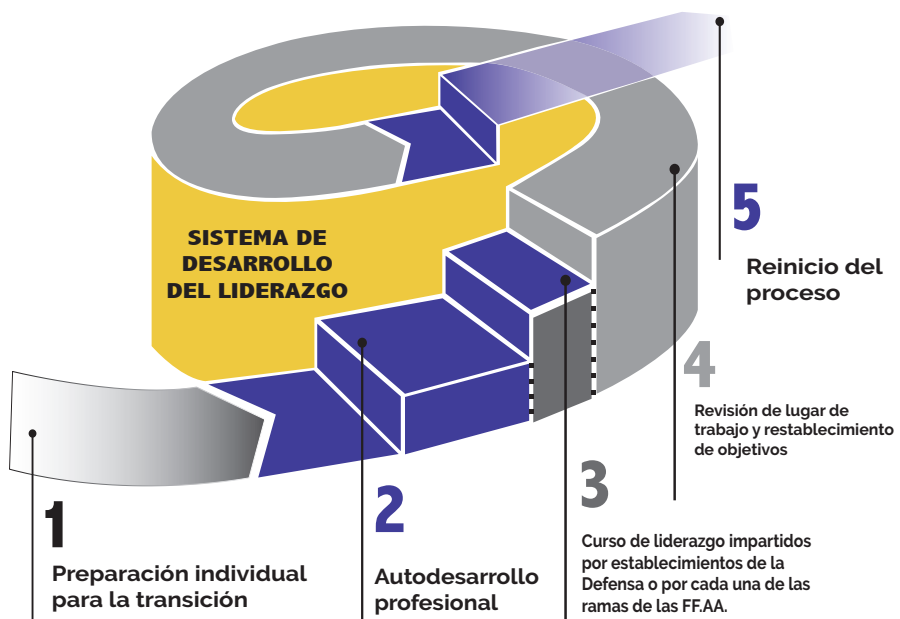 SISTEMA DE
DESARROLLO
DEL LIDERAZGO
1
Preparación individual
para la transición
2
Autodesarrollo
profesional
3
Curso de liderazgo impartidos
por establecimientos de la
Defensa o por cada una de las
ramas de las FF.AA.
4
Revisión de lugar de
trabajo y restablecimiento
de objetivos
5
Reinicio del
proceso